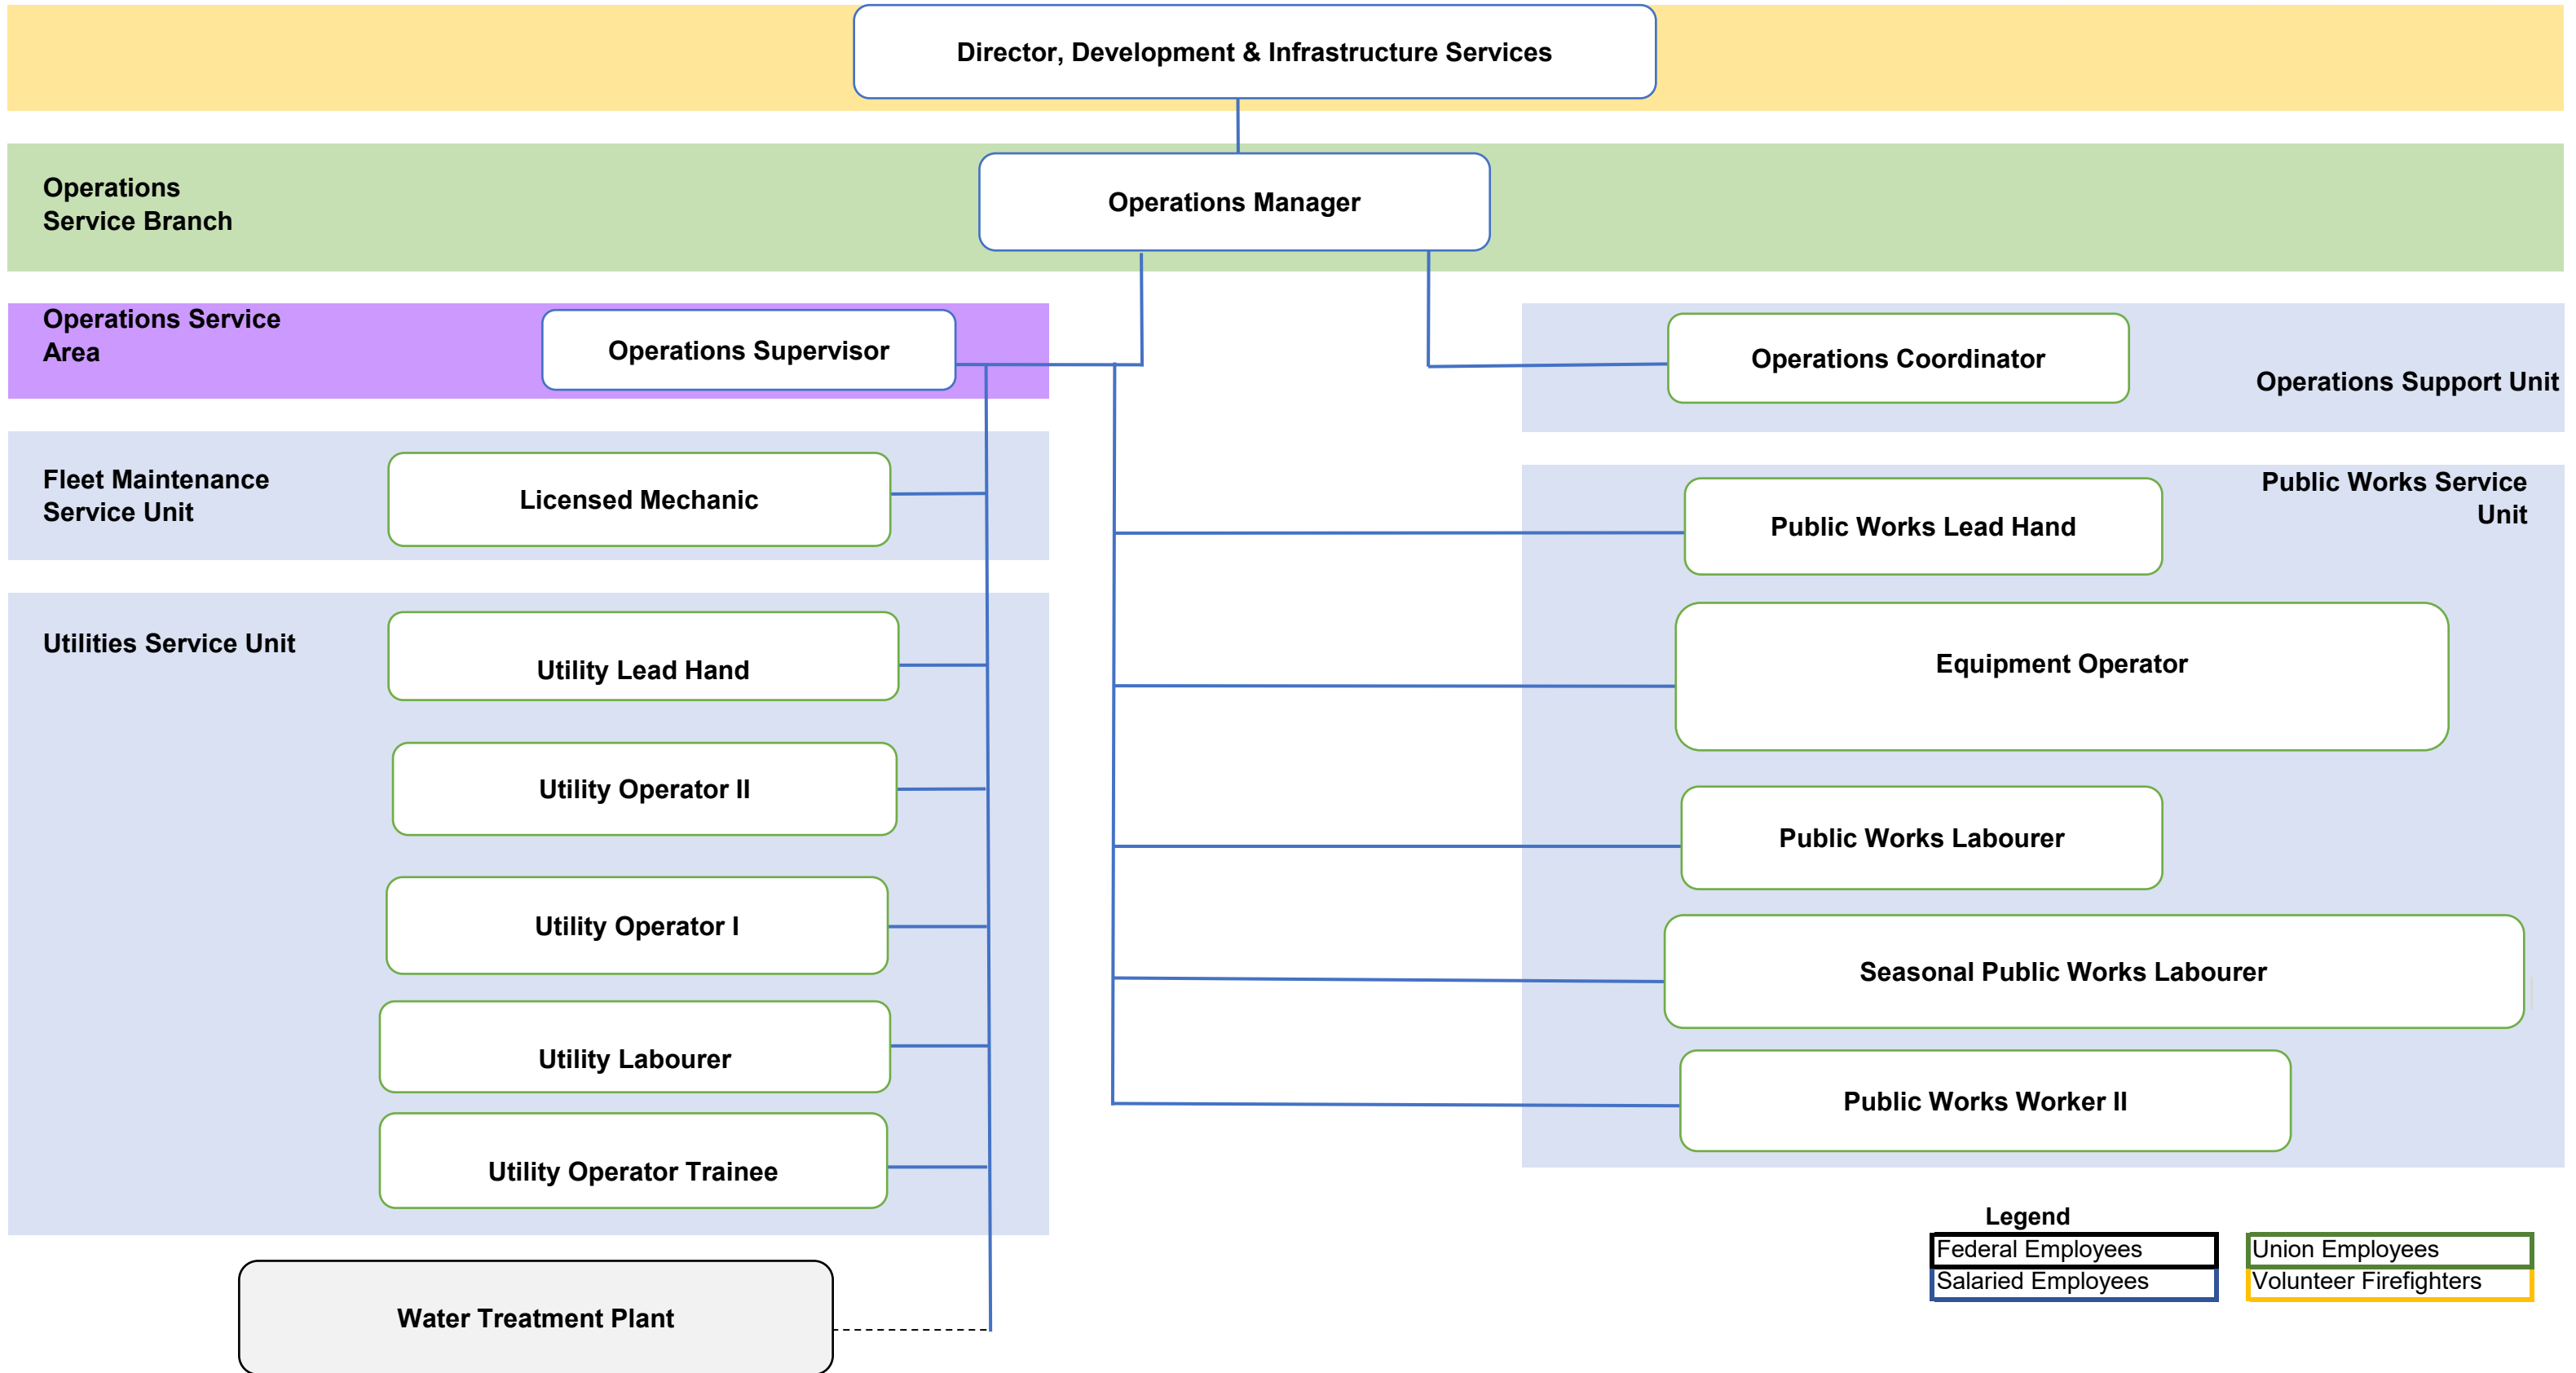 Director, Development & Infrastructure Services
Operations
Service Branch
Operations Manager
Operations Service
Area
Operations Supervisor
Operations Coordinator
Operations Support Unit
Fleet Maintenance
Service Unit
Licensed Mechanic
Public Works Service
Unit
Public Works Lead Hand
Utilities Service Unit
Utility Lead Hand
Equipment Operator
Utility Operator II
Public Works Labourer
Utility Operator I
Seasonal Public Works Labourer
Utility Labourer
Public Works Worker II
Utility Operator Trainee
Water Treatment Plant
Legend
Federal Employees
Union Employees
Salaried Employees
Volunteer Firefighters